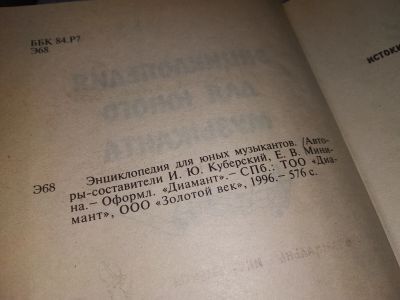 ББК 84.Р7
Э68
ИСТОКИ
Э68 Энциклопедия для юных музыкантов. /Авто-
ры-составители И. Ю. Куберский, Е. В. Мини-
на.– Оформл. «Диамант».– СПб.: ТОО «Диа-
мант», ООО «Золотой век», 1996.– 576 с.